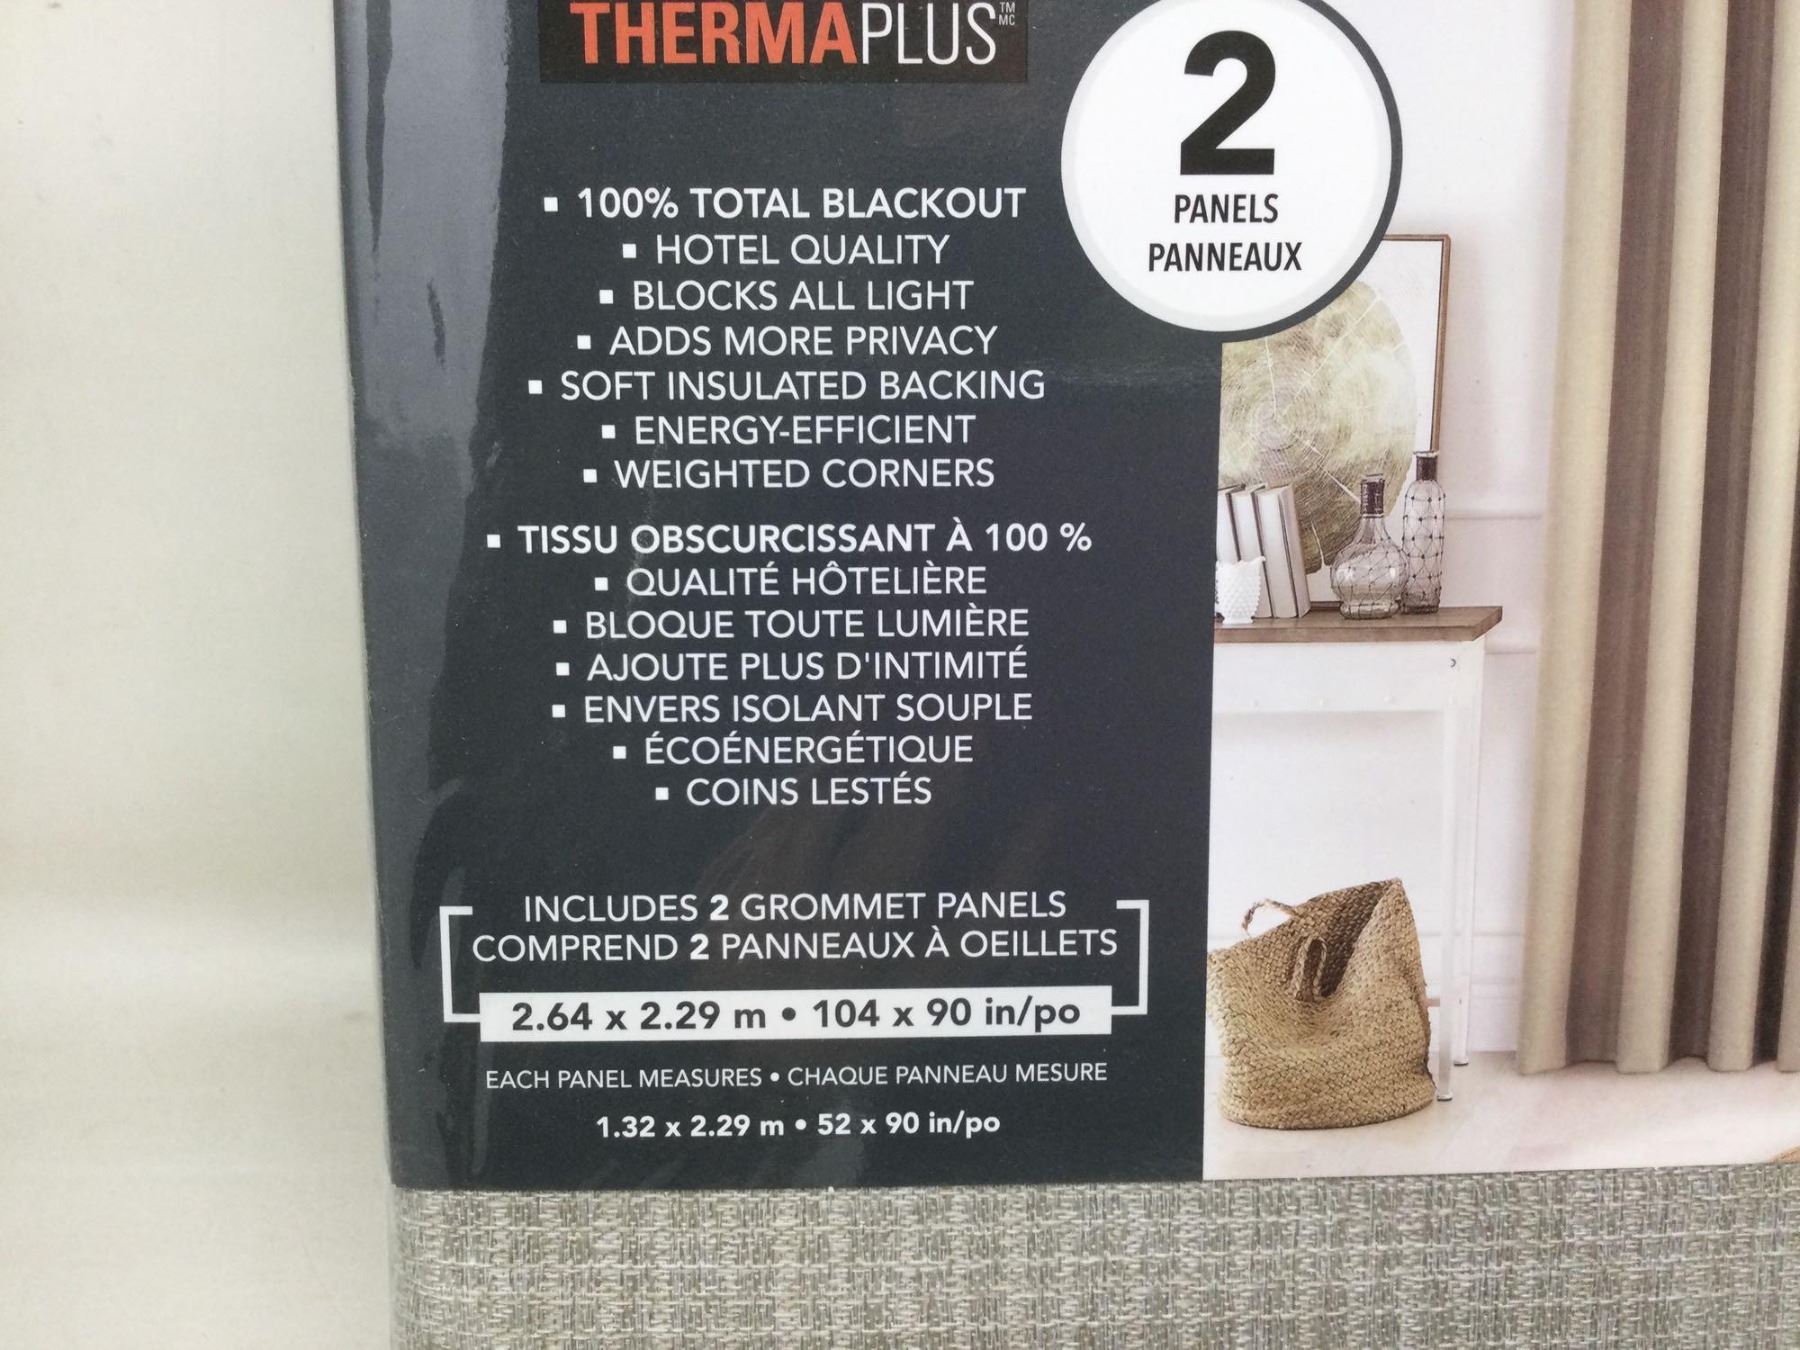 THERMAPLUS™ MC
2
PANELS
PANNEAUX
▪ 100% TOTAL BLACKOUT
▪ HOTEL QUALITY
▪ BLOCKS ALL LIGHT
▪ ADDS MORE PRIVACY
▪ SOFT INSULATED BACKING
▪ ENERGY-EFFICIENT
▪ WEIGHTED CORNERS
▪ TISSU OBSCURCISSANT À 100 %
▪ QUALITÉ HÔTELIÈRE
▪ BLOQUE TOUTE LUMIÈRE
▪ AJOUTE PLUS D'INTIMITÉ
▪ ENVERS ISOLANT SOUPLE
▪ ÉCOÉNERGÉTIQUE
▪ COINS LESTÉS
INCLUDES 2 GROMMET PANELS
COMPREND 2 PANNEAUX À OEILLETS
2.64 x 2.29 m • 104 x 90 in/po
EACH PANEL MEASURES • CHAQUE PANNEAU MESURE
1.32 x 2.29 m • 52 x 90 in/po